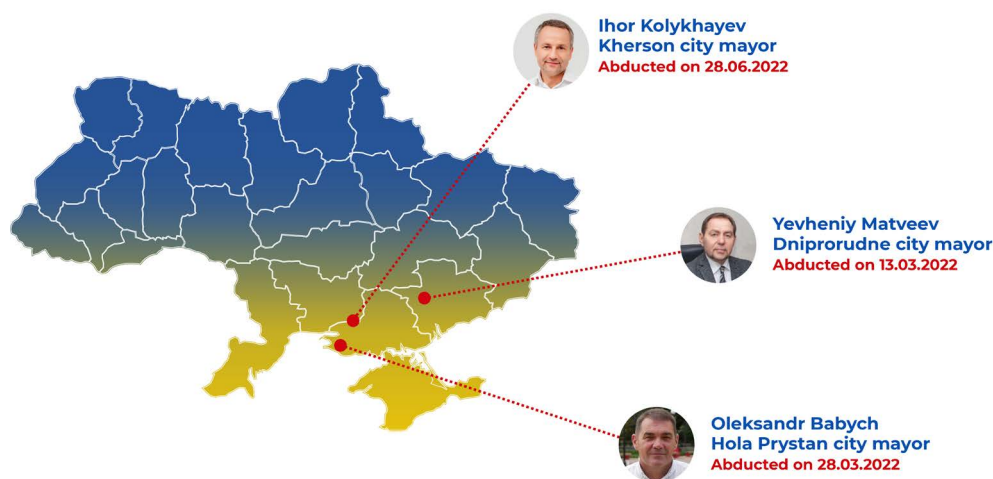 Ihor Kolykhayev
Kherson city mayor
Abducted on 28.06.2022
Yevheniy Matveev
Dniprorudne city mayor
Abducted on 13.03.2022
Oleksandr Babych
Hola Prystan city mayor
Abducted on 28.03.2022